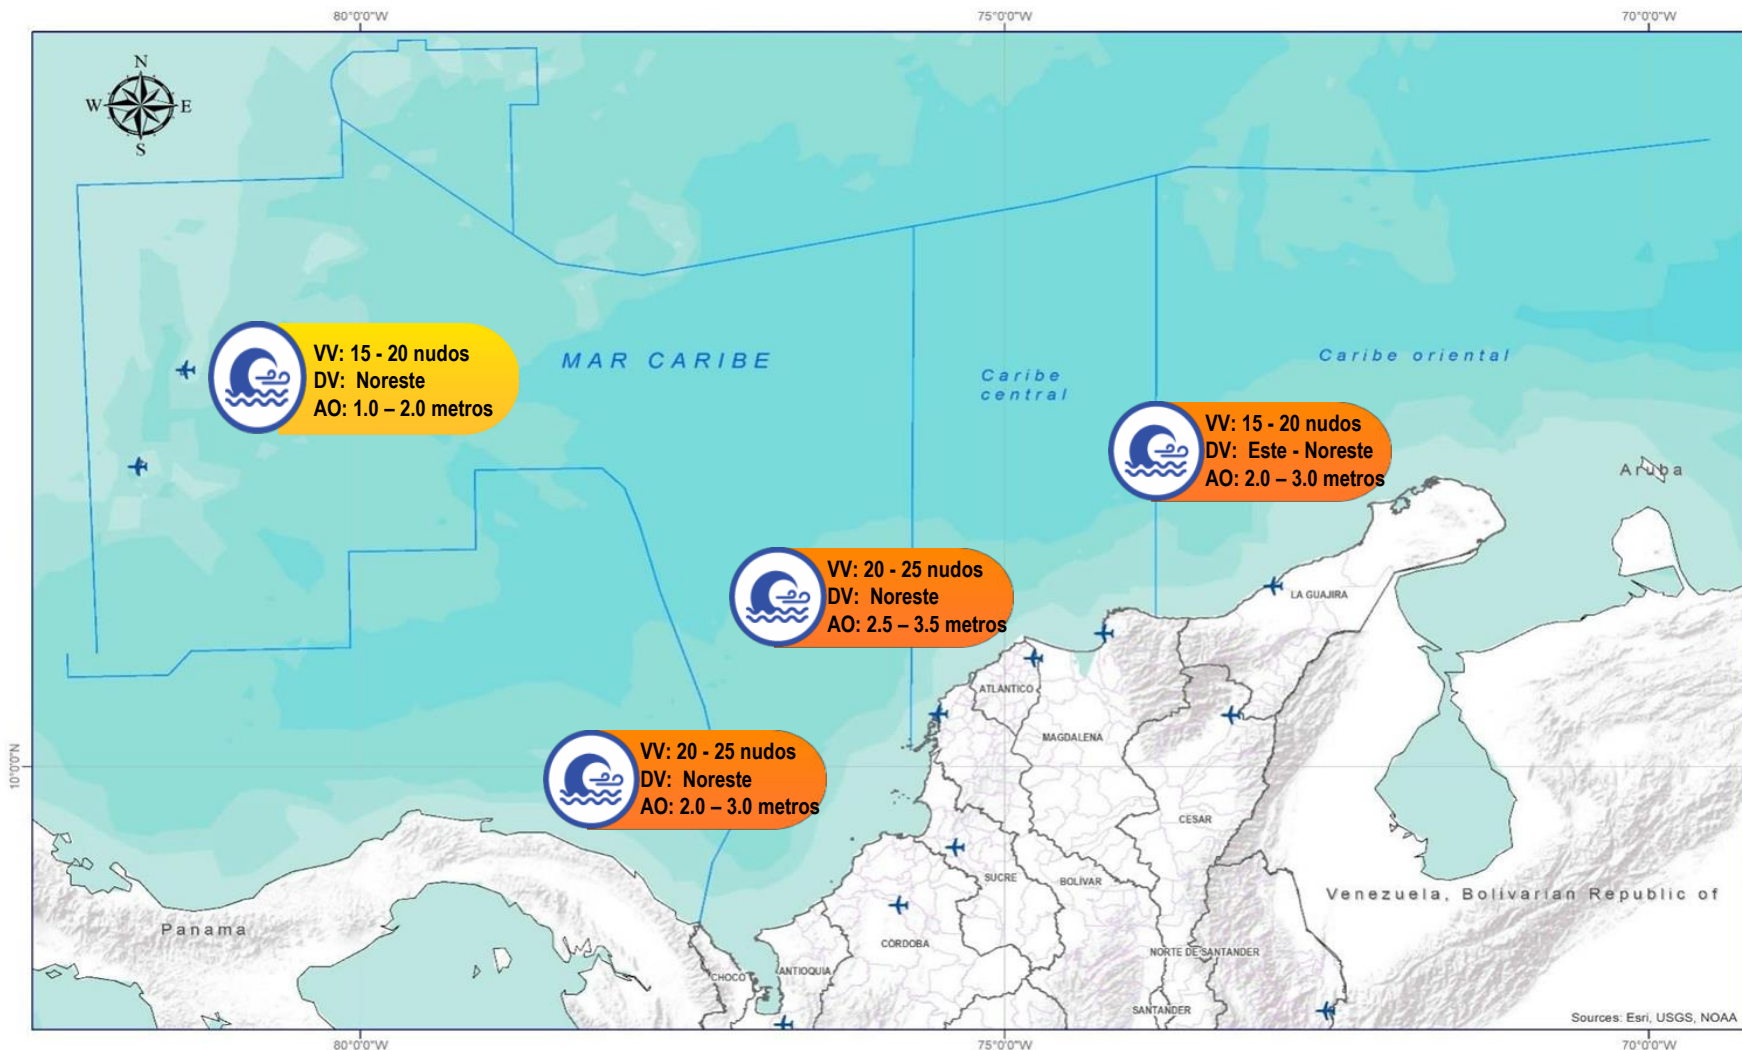 80°0'0"W
75°0'0"W
70°0'0"W
N
W
E
S
VV: 15 - 20 nudos
DV: Noreste
AO: 1.0 – 2.0 metros
MAR CARIBE
Caribe
central
Caribe oriental
VV: 15 - 20 nudos
DV: Este - Noreste
AO: 2.0 – 3.0 metros
Aruba
VV: 20 - 25 nudos
DV: Noreste
AO: 2.5 – 3.5 metros
LA GUAJIRA
ATLANTICO
MAGDALENA
10°0'0"N
VV: 20 - 25 nudos
DV: Noreste
AO: 2.0 – 3.0 metros
CESAR
SUCRE
BOLÍVAR
Venezuela, Bolivarian Republic of
Panama
CÓRDOBA
NORTE DE SANTANDER
CHOCO
ANTIOQUIA
SANTANDER
Sources: Esri, USGS, NOAA
80°0'0"W
75°0'0"W
70°0'0"W